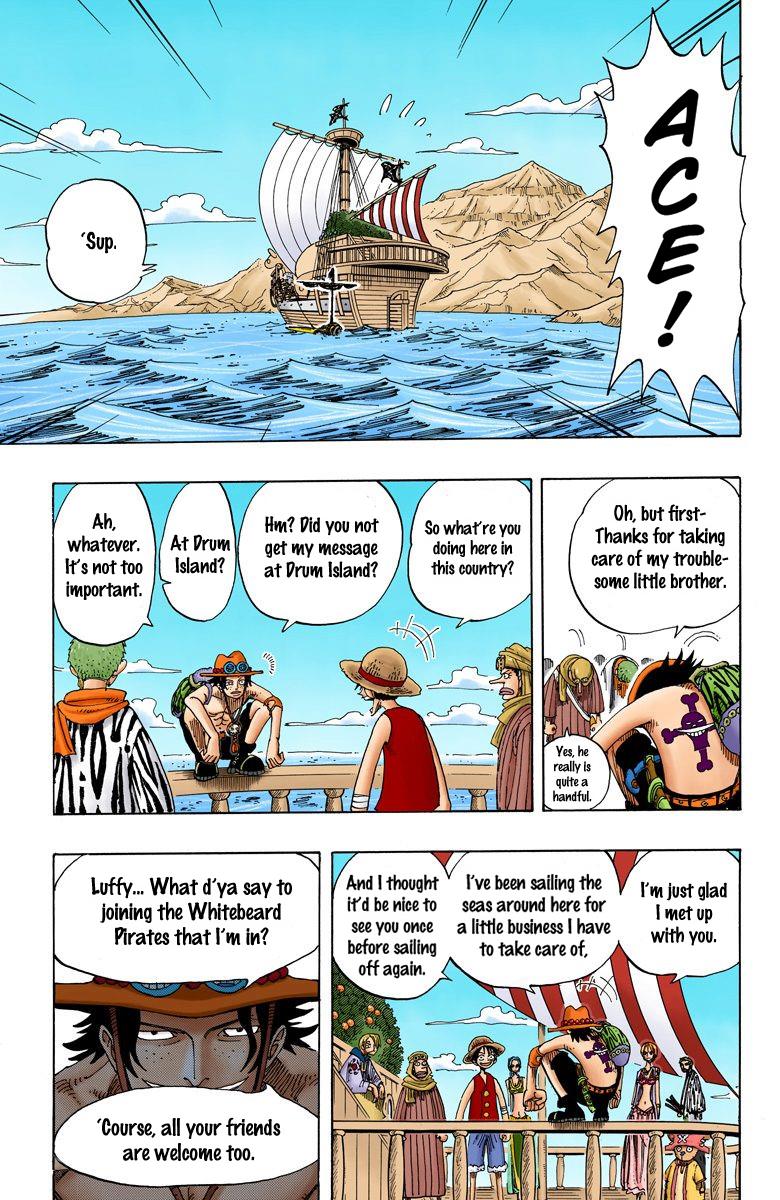 ACE!
'Sup.
Oh, but first-
Thanks for taking
care of my trouble-
some little brother.
Yes, he
really is
quite a
handful.
So what're you
doing here in
this country?
Hm? Did you not
get my message
at Drum Island?
At Drum
Island?
Ah,
whatever.
It's not too
important.
I'm just glad
I met up
with you.
I've been sailing the
seas around here for
a little business I have
to take care of,
And I thought
it'd be nice to
see you once
before sailing
off again.
Luffy... What d'ya say to
joining the Whitebeard
Pirates that I'm in?
'Course, all your friends
are welcome too.